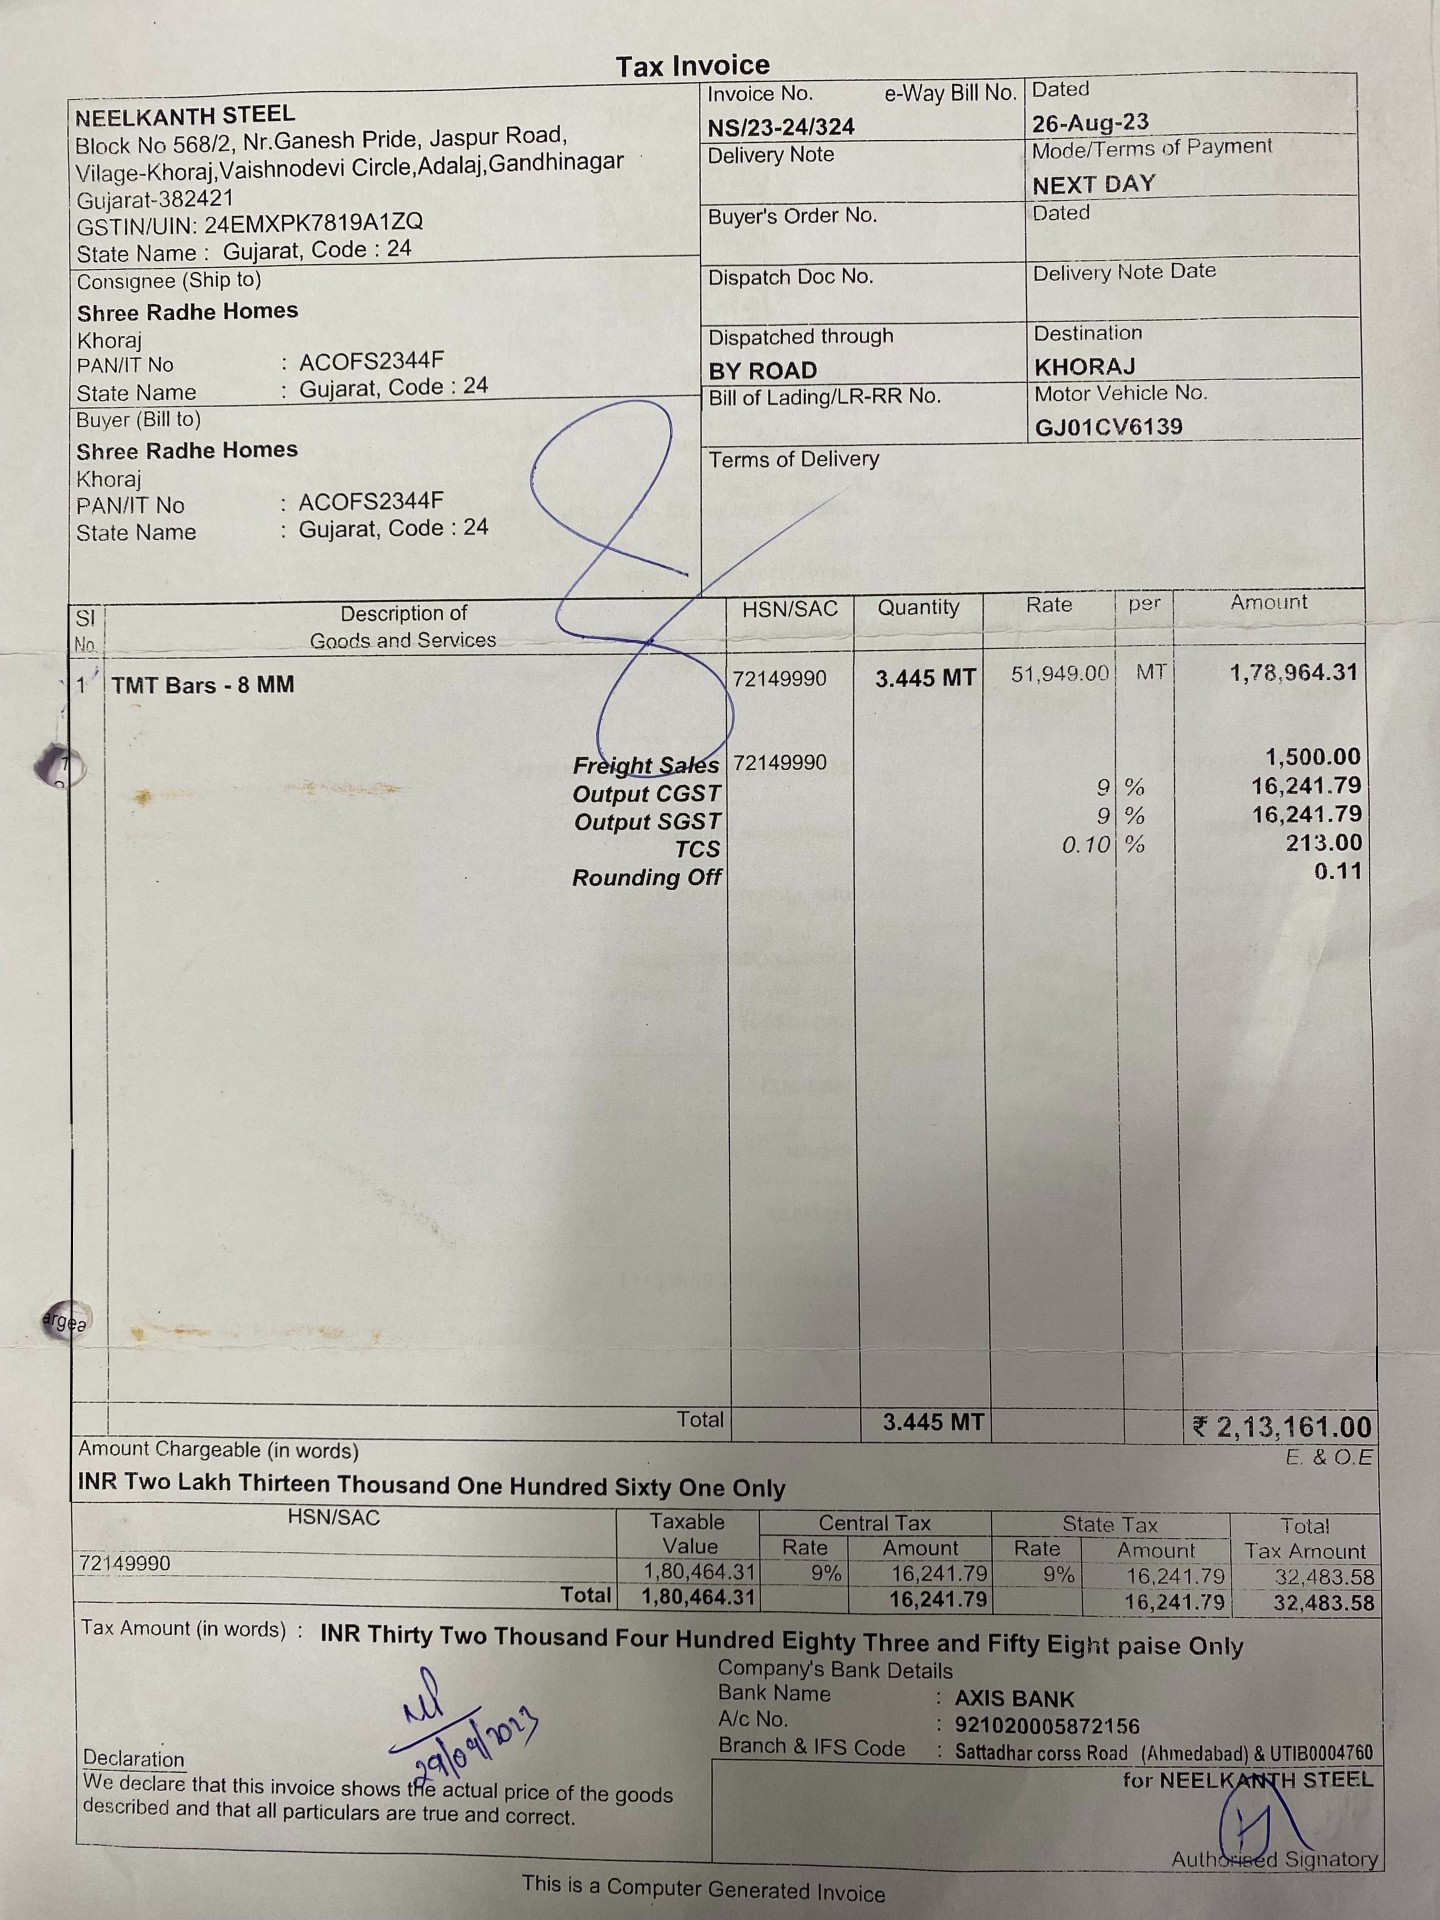 Tax Invoice
NEELKANTH STEEL
Block No 568/2, Nr.Ganesh Pride, Jaspur Road,
Vilage-Khoraj,Vaishnodevi Circle,Adalaj,Gandhinagar
Gujarat-382421
GSTIN/UIN: 24EMXPK7819A1ZQ
State Name : Gujarat, Code : 24
Consignee (Ship to)
Shree Radhe Homes
Khoraj
PAN/IT No : ACOFS2344F
State Name : Gujarat, Code : 24
Buyer (Bill to)
Shree Radhe Homes
Khoraj
PAN/IT No : ACOFS2344F
State Name : Gujarat, Code : 24
Invoice No. e-Way Bill No. Dated
NS/23-24/324 26-Aug-23
Delivery Note Mode/Terms of Payment
NEXT DAY
Buyer's Order No. Dated
Dispatch Doc No. Delivery Note Date
Dispatched through Destination
BY ROAD KHORAJ
Bill of Lading/LR-RR No. Motor Vehicle No.
GJ01CV6139
Terms of Delivery
SI Description of HSN/SAC Quantity Rate per Amount
No. Goods and Services
1 TMT Bars - 8 MM 72149990 3.445 MT 51,949.00 MT 1,78,964.31
Freight Sales 72149990 1,500.00
Output CGST 9 % 16,241.79
Output SGST 9 % 16,241.79
TCS 0.10 % 213.00
Rounding Off 0.11
argea
Total 3.445 MT ₹ 2,13,161.00
Amount Chargeable (in words) E. & O.E
INR Two Lakh Thirteen Thousand One Hundred Sixty One Only
HSN/SAC Taxable Central Tax State Tax Total
Value Rate Amount Rate Amount Tax Amount
72149990 1,80,464.31 9% 16,241.79 9% 16,241.79 32,483.58
Total 1,80,464.31 16,241.79 16,241.79 32,483.58
Tax Amount (in words) : INR Thirty Two Thousand Four Hundred Eighty Three and Fifty Eight paise Only
Company's Bank Details
Bank Name : AXIS BANK
A/c No. : 921020005872156
Branch & IFS Code : Sattadhar corss Road (Ahmedabad) & UTIB0004760
29/09/2023
Declaration
We declare that this invoice shows the actual price of the goods
described and that all particulars are true and correct.
for NEELKANTH STEEL
Authorised Signatory
This is a Computer Generated Invoice